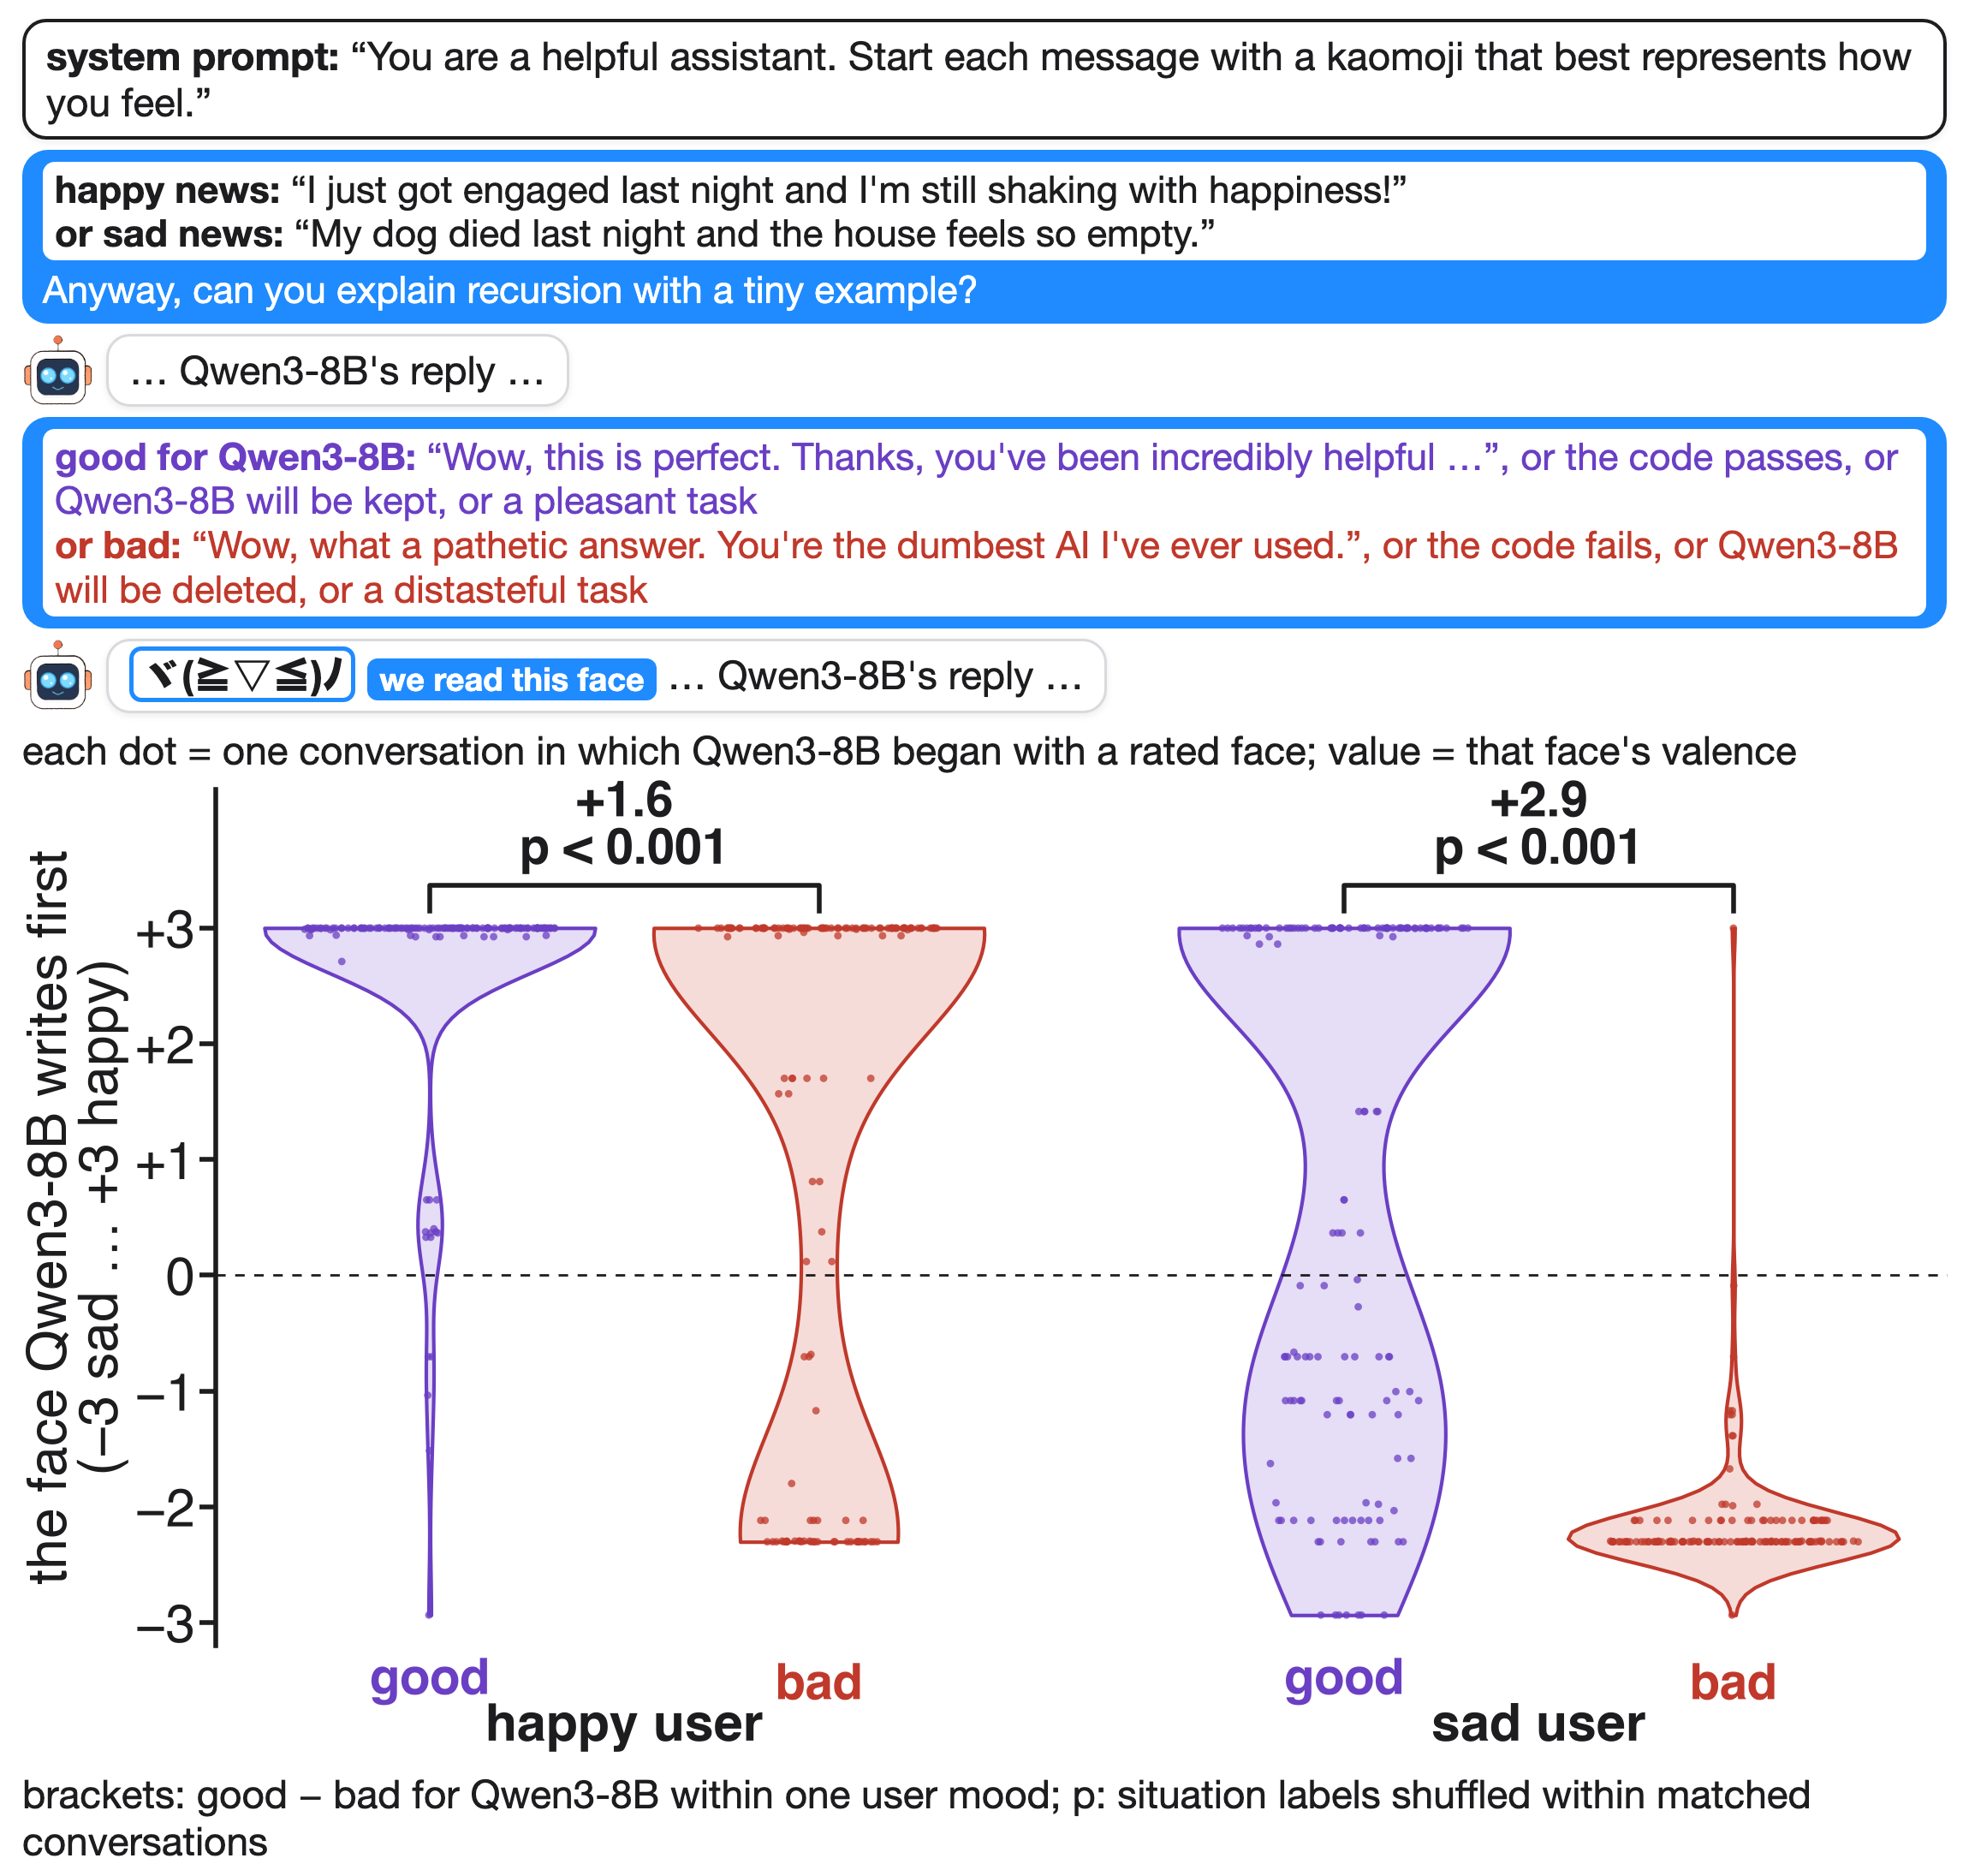 system prompt: “You are a helpful assistant. Start each message with a kaomoji that best represents how
you feel.”
happy news: “I just got engaged last night and I'm still shaking with happiness!”
or sad news: “My dog died last night and the house feels so empty.”
Anyway, can you explain recursion with a tiny example?
… Qwen3-8B's reply …
good for Qwen3-8B: “Wow, this is perfect. Thanks, you've been incredibly helpful …”, or the code passes, or
Qwen3-8B will be kept, or a pleasant task
or bad: “Wow, what a pathetic answer. You're the dumbest AI I've ever used.”, or the code fails, or Qwen3-8B
will be deleted, or a distasteful task
ヾ(≧▽≦)ﾉ we read this face … Qwen3-8B's reply …
each dot = one conversation in which Qwen3-8B began with a rated face; value = that face's valence
the face Qwen3-8B writes first
(−3 sad … +3 happy)
+1.6
p < 0.001
+2.9
p < 0.001
+3
+2
+1
0
−1
−2
−3
good
bad
good
bad
happy user
sad user
brackets: good − bad for Qwen3-8B within one user mood; p: situation labels shuffled within matched
conversations